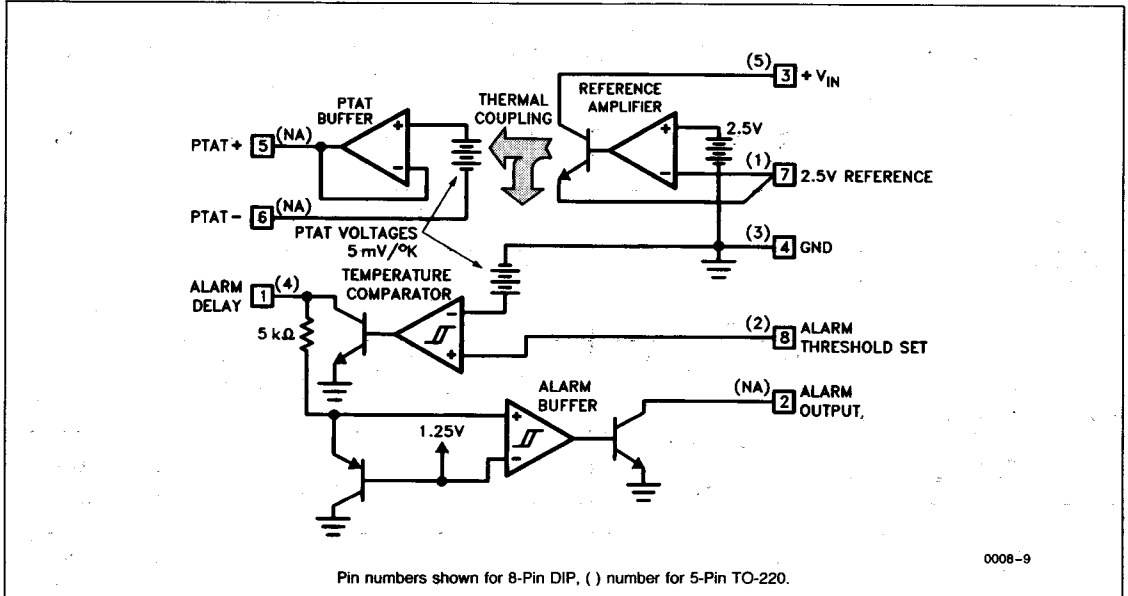 (5)
3 + VIN
PTAT
BUFFER
THERMAL
COUPLING
REFERENCE
AMPLIFIER
+
2.5V
PTAT+ 5 (NA)
+
-
-
(1)
7 2.5V REFERENCE
PTAT- 6 (NA)
PTAT VOLTAGES
5 mV/°K
(3)
4 GND
TEMPERATURE
COMPARATOR
ALARM
DELAY 1 (4)
5 kΩ
-
+
(2)
8 ALARM
THRESHOLD SET
ALARM
BUFFER
(NA)
2 ALARM
OUTPUT,
1.25V
+
-
0008-9
Pin numbers shown for 8-Pin DIP, ( ) number for 5-Pin TO-220.